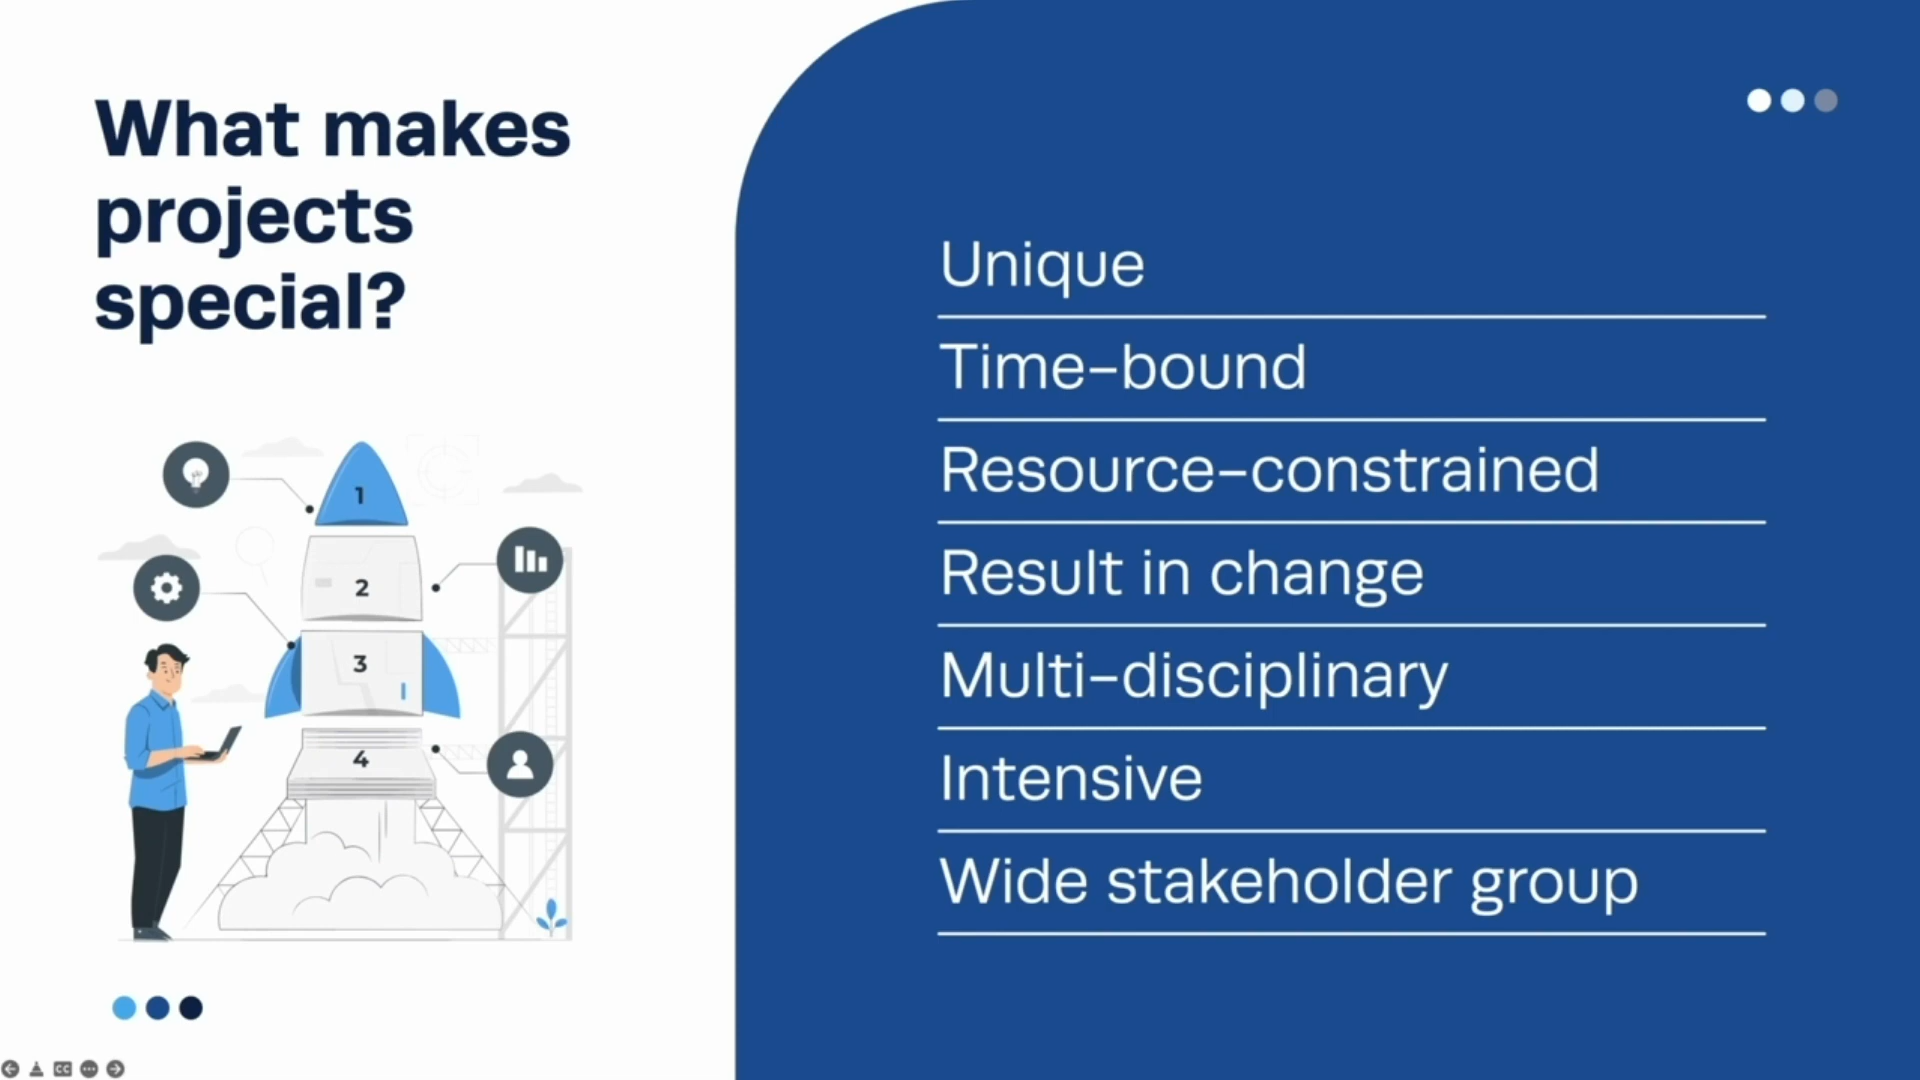 What makes
projects
special?
1
2
3
4
Unique
Time-bound
Resource-constrained
Result in change
Multi-disciplinary
Intensive
Wide stakeholder group
CC